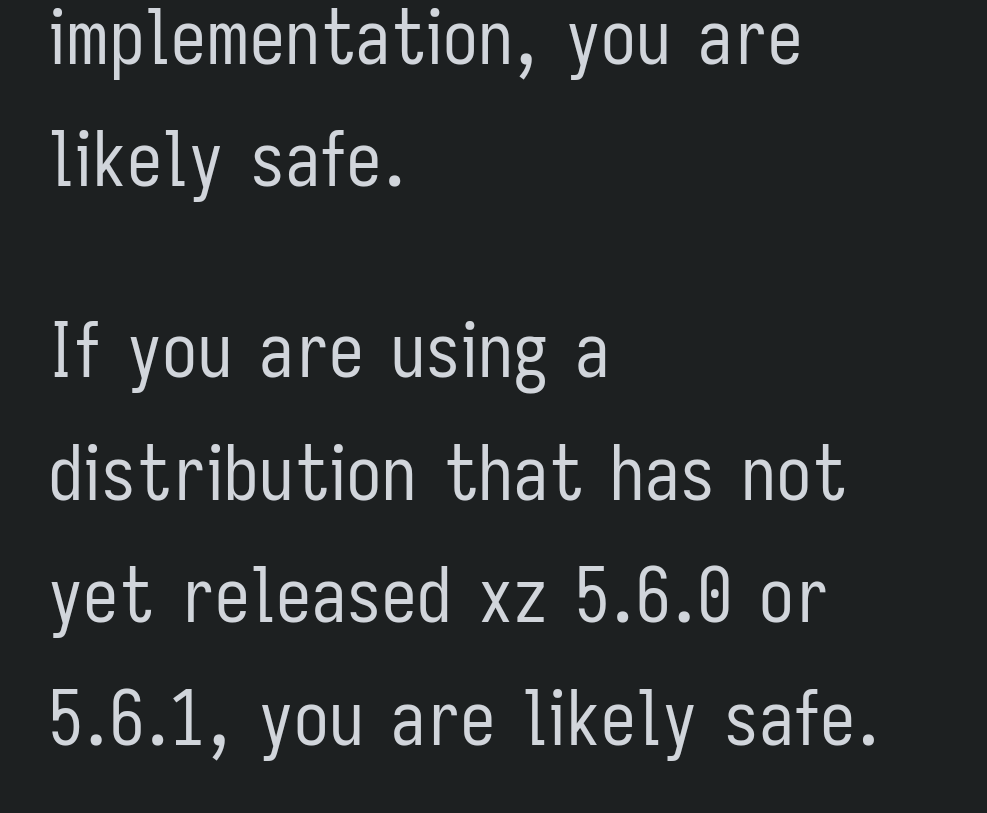 implementation, you are
likely safe.
If you are using a
distribution that has not
yet released xz 5.6.0 or
5.6.1, you are likely safe.